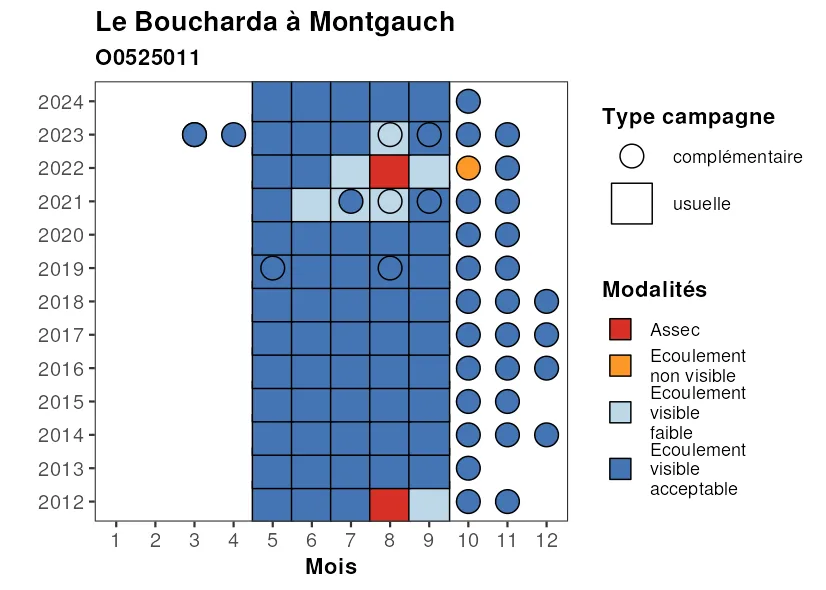 Le Boucharda à Montgauch
O0525011
2024
2023
2022
2021
2020
2019
2018
2017
2016
2015
2014
2013
2012
1 2 3 4 5 6 7 8 9 10 11 12
Mois
Type campagne
complémentaire
usuelle
Modalités
Assec
Ecoulement
non visible
Ecoulement
visible
faible
Ecoulement
visible
acceptable